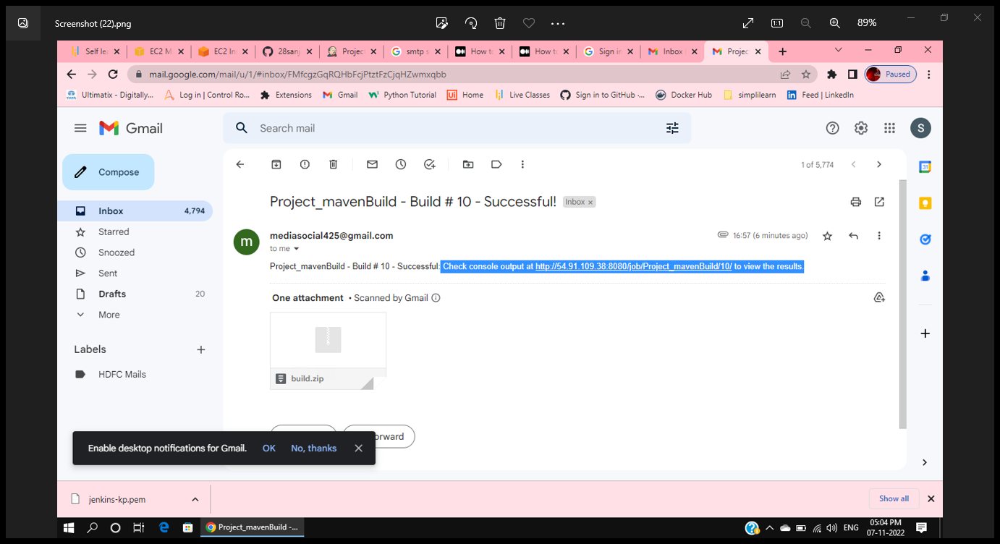 Screenshot (22).png
89%
Self le
EC2 M
EC2 In
28sanj
Project
smtp s
How to
How to
Sign in
Inbox
Projec
mail.google.com/mail/u/1/#inbox/FMfcgzGqRQHbFcjPtztFzCjqHZwmxqbb
Paused
Ultimatix - Digitally...
Log in | Control Ro...
Extensions
Gmail
Python Tutorial
Home
Live Classes
Sign in to GitHub ·...
Docker Hub
simplilearn
Feed | LinkedIn
Gmail
Search mail
S
Compose
1 of 5,774
Inbox 4,794
Starred
Snoozed
Sent
Drafts 20
More
Labels
HDFC Mails
Project_mavenBuild - Build # 10 - Successful!
Inbox ×
m
mediasocial425@gmail.com
16:57 (6 minutes ago)
to me
Project_mavenBuild - Build # 10 - Successful: Check console output at http://54.91.109.38:8080/job/Project_mavenBuild/10/ to view the results.
One attachment • Scanned by Gmail
build.zip
31
Enable desktop notifications for Gmail. OK No, thanks
jenkins-kp.pem
Show all
Project_mavenBuild -...
ENG
05:04 PM
07-11-2022